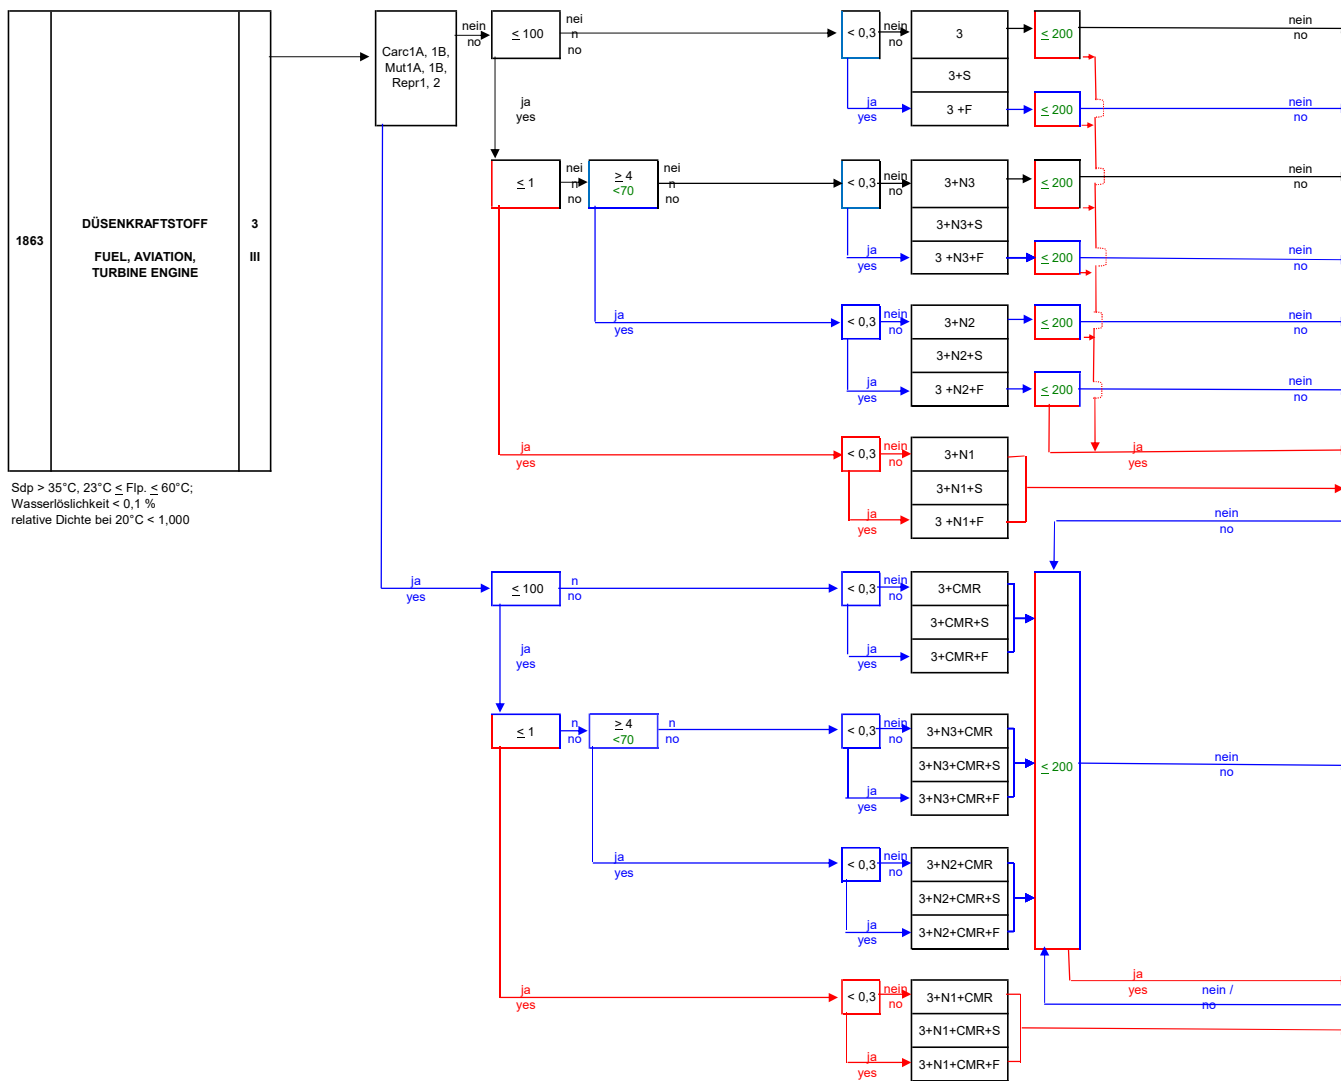 1863
DÜSENKRAFTSTOFF
FUEL, AVIATION,
TURBINE ENGINE
3
III
Sdp > 35°C, 23°C ≤ Flp. ≤ 60°C;
Wasserlöslichkeit < 0,1 %
relative Dichte bei 20°C < 1,000
Carc1A, 1B,
Mut1A, 1B,
Repr1, 2
nein
no
≤ 100
nei
n
no
< 0,3
nein
no
3
3+S
3 +F
ja
yes
≤ 200
nein
no
≤ 200
nein
no
ja
yes
≤ 1
nei
n
no
≥ 4
<70
nei
n
no
< 0,3
nein
no
3+N3
3+N3+S
3 +N3+F
ja
yes
≤ 200
nein
no
≤ 200
nein
no
ja
yes
< 0,3
nein
no
3+N2
3+N2+S
3 +N2+F
ja
yes
≤ 200
nein
no
≤ 200
nein
no
ja
yes
ja
yes
< 0,3
nein
no
3+N1
3+N1+S
3 +N1+F
ja
yes
nein
no
ja
yes
≤ 100
n
no
< 0,3
nein
no
3+CMR
3+CMR+S
3+CMR+F
ja
yes
ja
yes
≤ 1
n
no
≥ 4
<70
n
no
< 0,3
nein
no
3+N3+CMR
3+N3+CMR+S
3+N3+CMR+F
ja
yes
≤ 200
nein
no
ja
yes
< 0,3
nein
no
3+N2+CMR
3+N2+CMR+S
3+N2+CMR+F
ja
yes
ja
yes
nein /
no
ja
yes
< 0,3
nein
no
3+N1+CMR
3+N1+CMR+S
3+N1+CMR+F
ja
yes